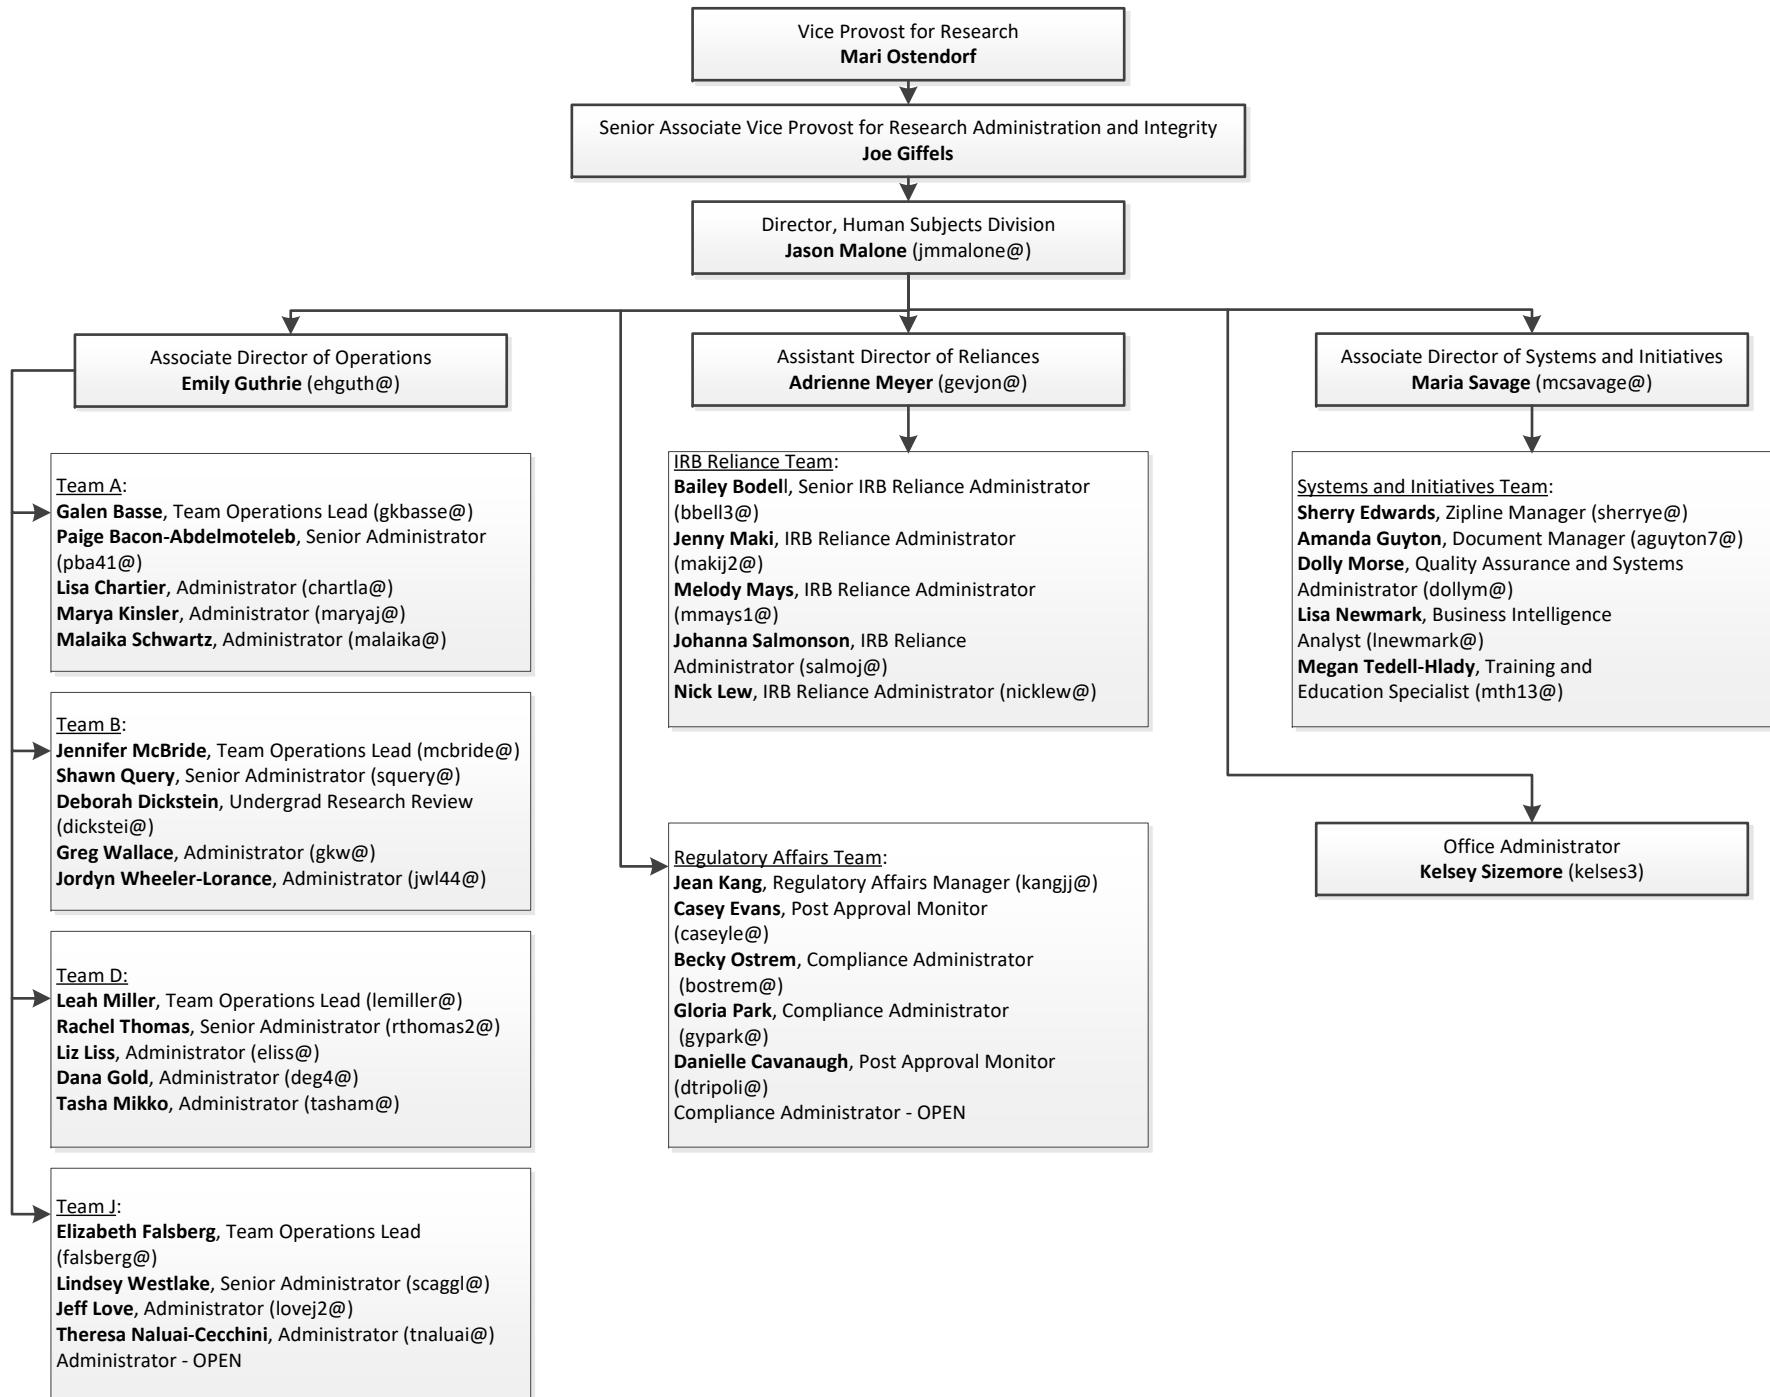 Vice Provost for Research
Mari Ostendorf
Senior Associate Vice Provost for Research Administration and Integrity
Joe Giffels
Director, Human Subjects Division
Jason Malone (jmmalone@)
Associate Director of Operations
Emily Guthrie (ehguth@)
Assistant Director of Reliances
Adrienne Meyer (gevjon@)
Associate Director of Systems and Initiatives
Maria Savage (mcsavage@)
Team A:
Galen Basse, Team Operations Lead (gkbasse@)
Paige Bacon-Abdelmoteleb, Senior Administrator
(pba41@)
Lisa Chartier, Administrator (chartla@)
Marya Kinsler, Administrator (maryaj@)
Malaika Schwartz, Administrator (malaika@)
Team B:
Jennifer McBride, Team Operations Lead (mcbride@)
Shawn Query, Senior Administrator (squery@)
Deborah Dickstein, Undergrad Research Review
(dickstei@)
Greg Wallace, Administrator (gkw@)
Jordyn Wheeler-Lorance, Administrator (jwl44@)
Team D:
Leah Miller, Team Operations Lead (lemiller@)
Rachel Thomas, Senior Administrator (rthomas2@)
Liz Liss, Administrator (eliss@)
Dana Gold, Administrator (deg4@)
Tasha Mikko, Administrator (tasham@)
Team J:
Elizabeth Falsberg, Team Operations Lead
(falsberg@)
Lindsey Westlake, Senior Administrator (scaggl@)
Jeff Love, Administrator (lovej2@)
Theresa Naluai-Cecchini, Administrator (tnaluai@)
Administrator - OPEN
IRB Reliance Team:
Bailey Bodell, Senior IRB Reliance Administrator
(bbell3@)
Jenny Maki, IRB Reliance Administrator
(makij2@)
Melody Mays, IRB Reliance Administrator
(mmays1@)
Johanna Salmonson, IRB Reliance
Administrator (salmoj@)
Nick Lew, IRB Reliance Administrator (nicklew@)
Regulatory Affairs Team:
Jean Kang, Regulatory Affairs Manager (kangjj@)
Casey Evans, Post Approval Monitor
(caseyle@)
Becky Ostrem, Compliance Administrator
(bostrem@)
Gloria Park, Compliance Administrator
(gypark@)
Danielle Cavanaugh, Post Approval Monitor
(dtripoli@)
Compliance Administrator - OPEN
Systems and Initiatives Team:
Sherry Edwards, Zipline Manager (sherrye@)
Amanda Guyton, Document Manager (aguyton7@)
Dolly Morse, Quality Assurance and Systems
Administrator (dollym@)
Lisa Newmark, Business Intelligence
Analyst (lnewmark@)
Megan Tedell-Hlady, Training and
Education Specialist (mth13@)
Office Administrator
Kelsey Sizemore (kelses3)